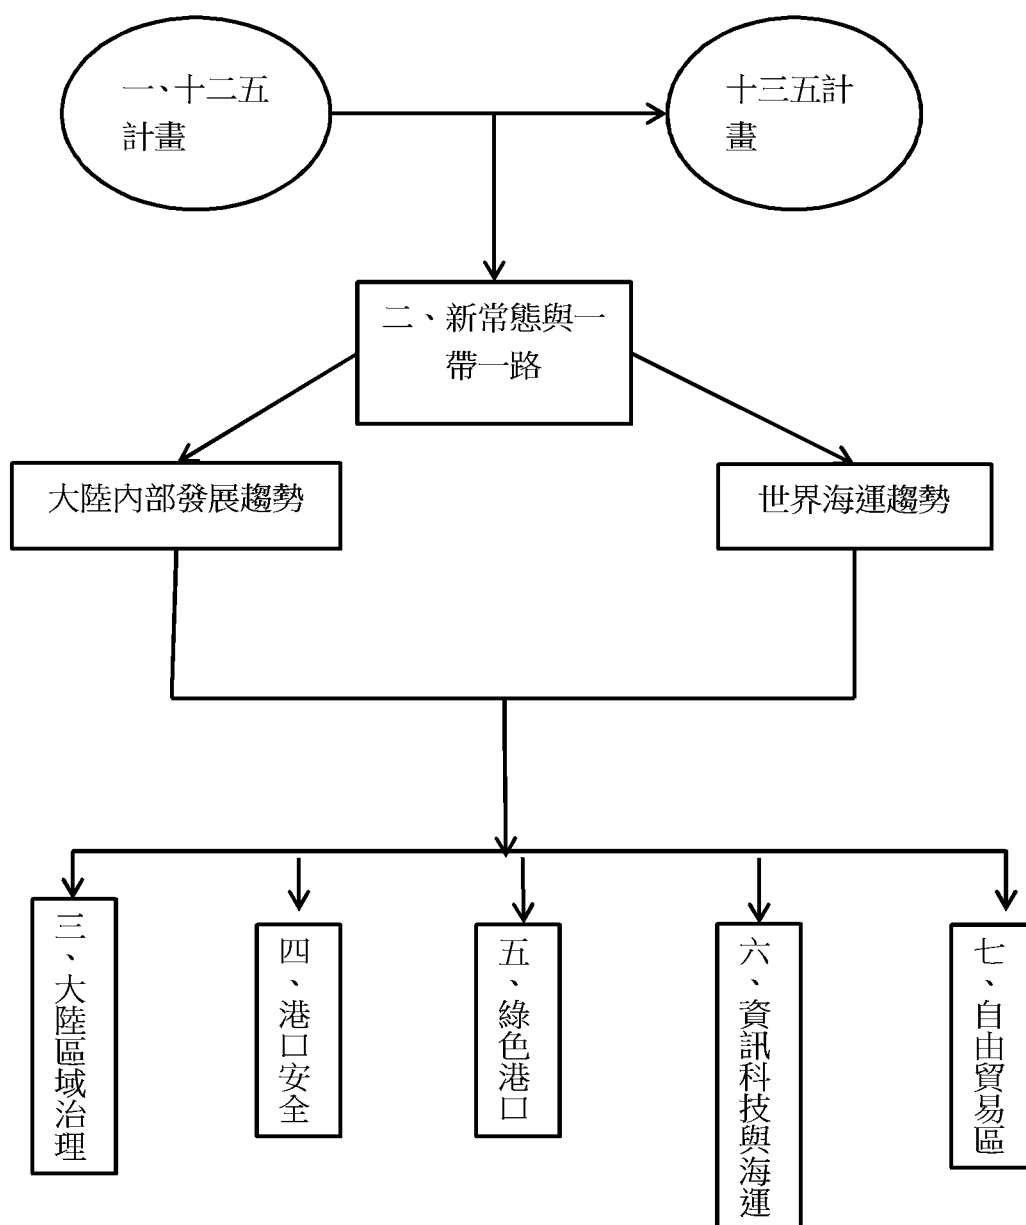 一、十二五
計畫
十三五計
畫
二、新常態與一
帶一路
大陸內部發展趨勢
世界海運趨勢
三、大陸區域治理
四、港口安全
五、綠色港口
六、資訊科技與海運
七、自由貿易區